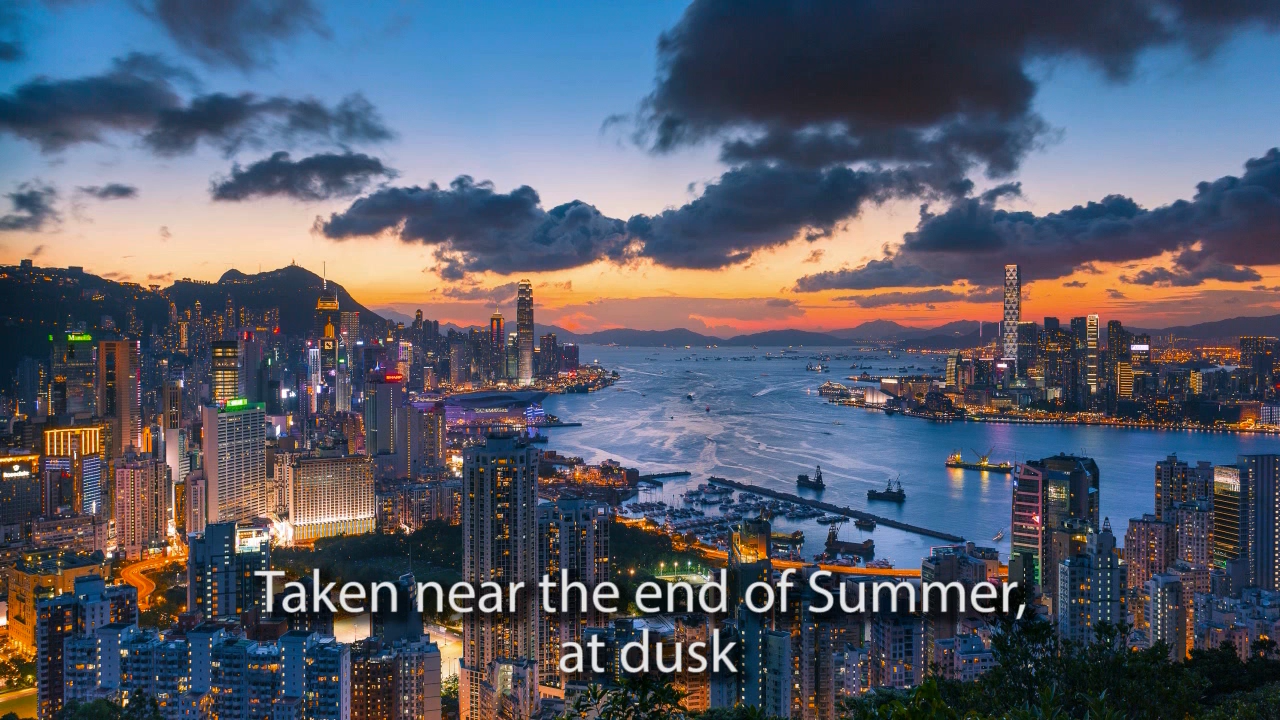 Taken near the end of Summer,
at dusk